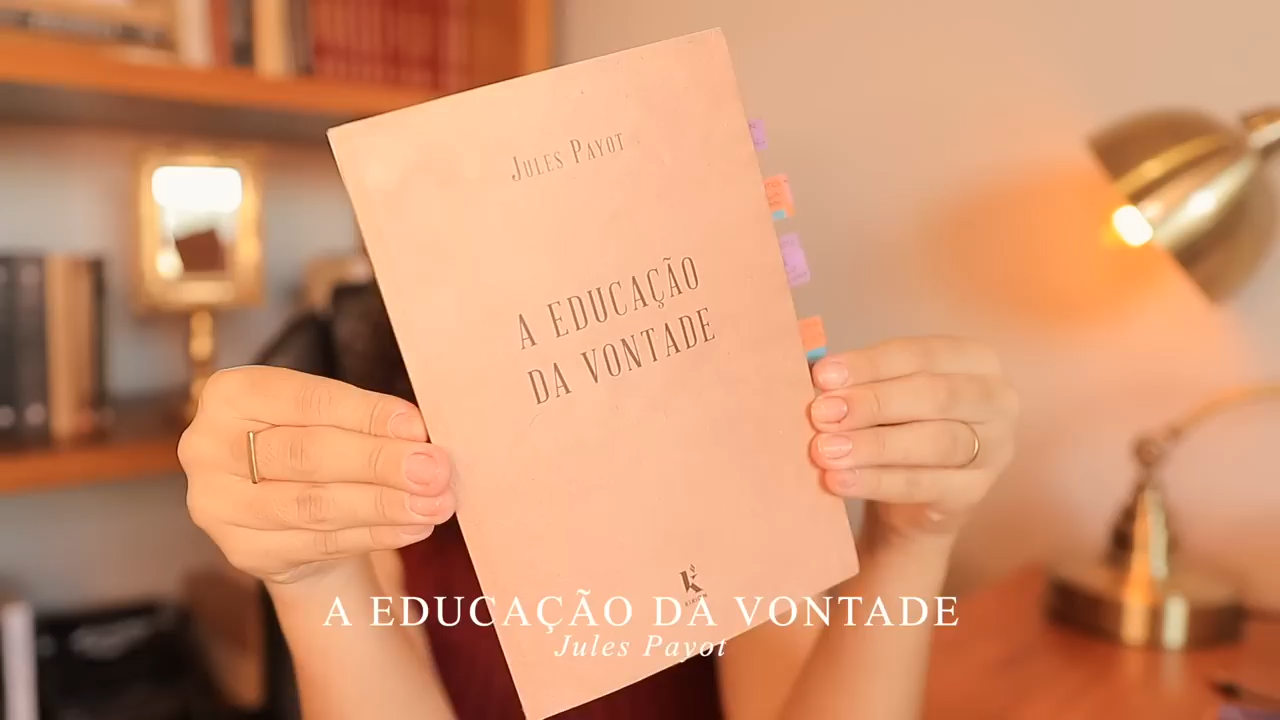 Jules Payot
A EDUCAÇÃO
DA VONTADE
A EDUCAÇÃO DA VONTADE
Jules Payot